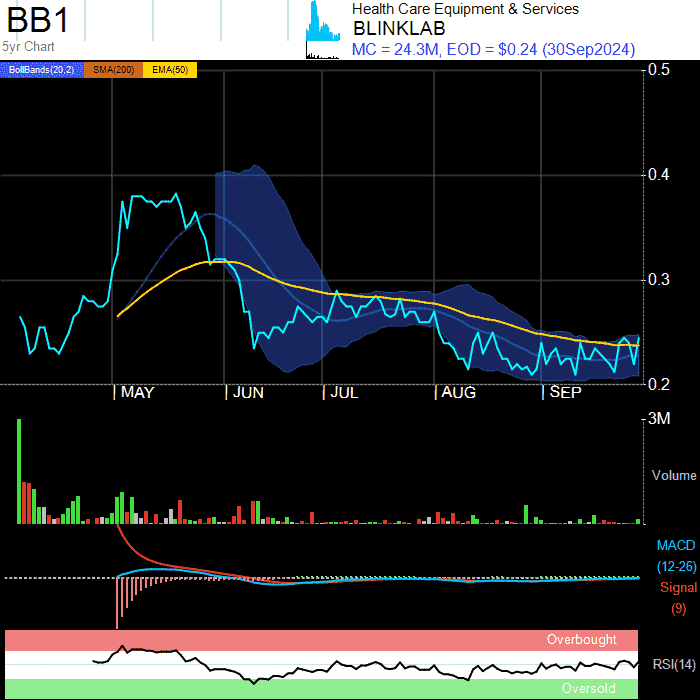 BB1
5yr Chart
Health Care Equipment & Services
BLINKLAB
MC = 24.3M, EOD = $0.24 (30Sep2024)
BollBands(20,2) SMA(200) EMA(50)
0.5
0.4
0.3
0.2
MAY JUN JUL AUG SEP
3M
Volume
MACD
(12-26)
Signal
(9)
Overbought
RSI(14)
Oversold